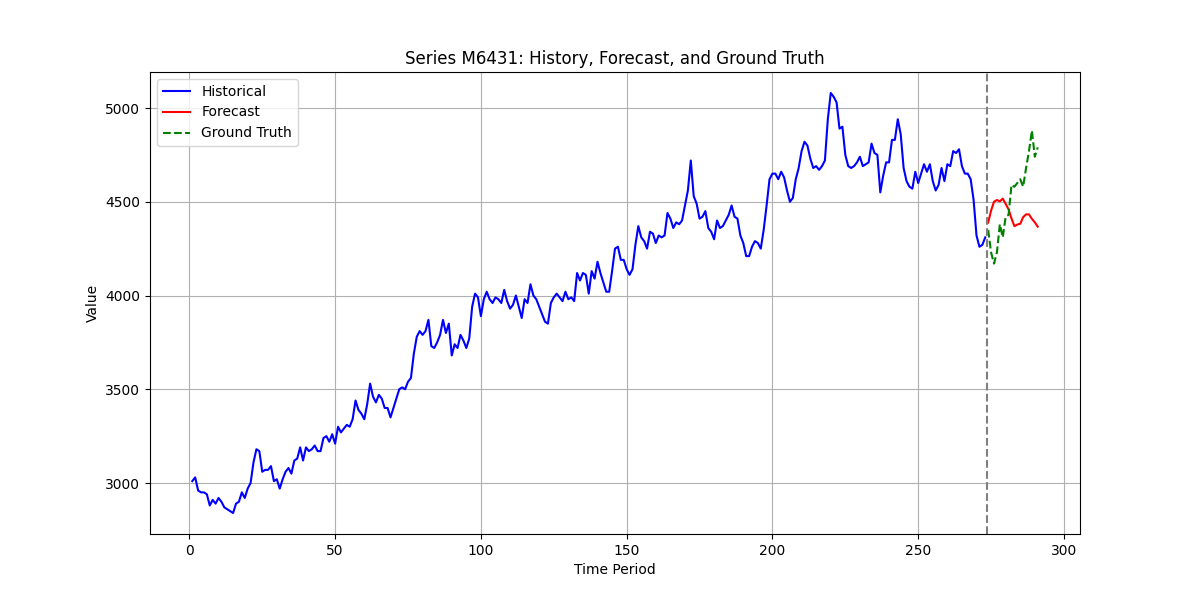 Series M6431: History, Forecast, and Ground Truth
Historical
Forecast
Ground Truth
5000
4500
4000
3500
3000
Value
0 50 100 150 200 250 300
Time Period